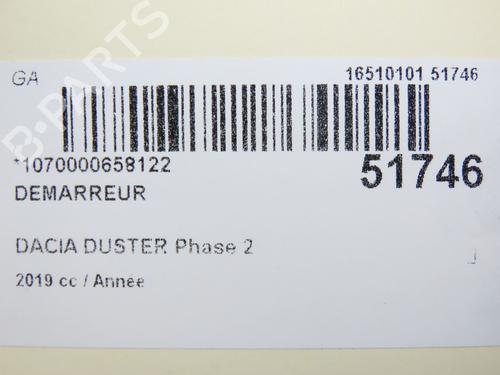 GA 16510101 51746
*1070000658122 51746
DEMARREUR
DACIA DUSTER Phase 2
2019 cc / Année
B-PARTS